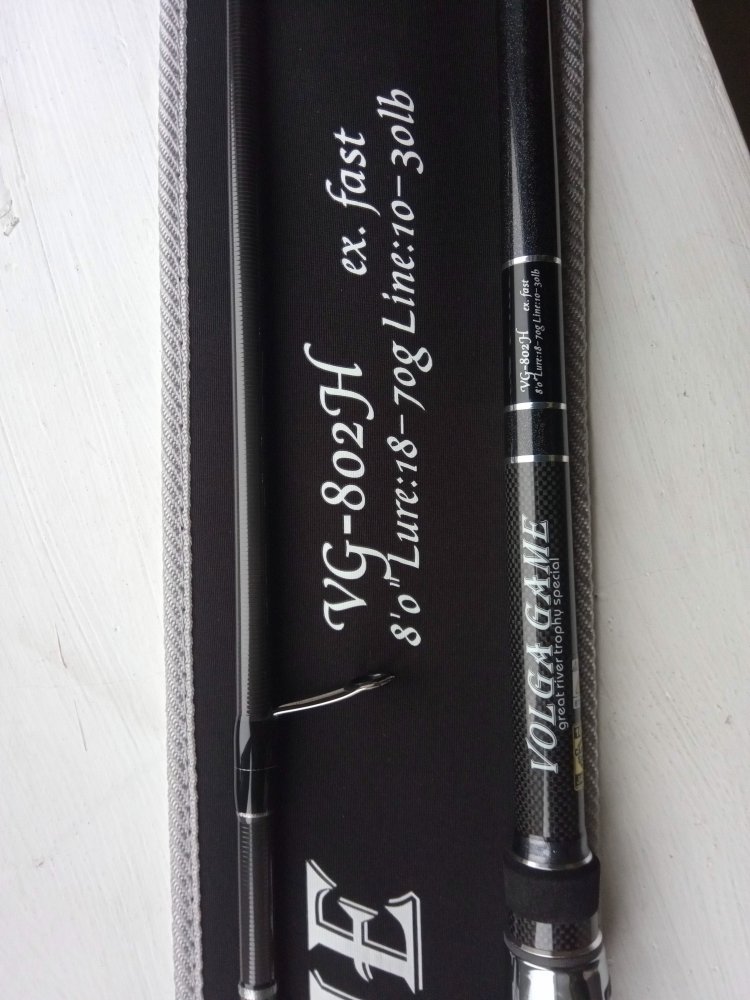 VG-802H ex. fast
8'0" Lure:18-70g Line:10-30lb
VG-802H ex. fast
8'0" Lure:18-70g Line:10-30lb
VOLGA GAME
great river trophy special
ME